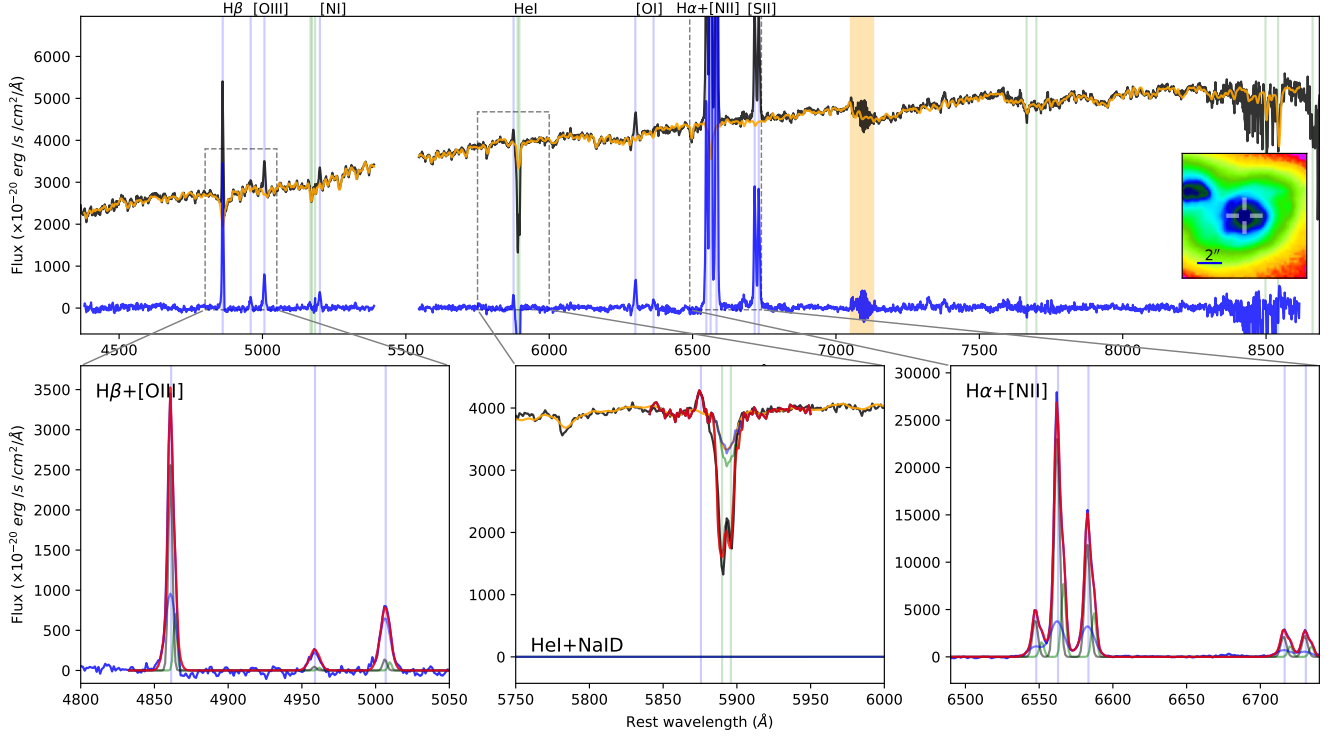 Hβ [OIII] [NI] HeI [OI] Hα+[NII] [SII]
Flux (×10⁻²⁰ erg /s /cm²/Å)
6000
5000
4000
3000
2000
1000
0
2″
4500 5000 5500 6000 6500 7000 7500 8000 8500
Hβ+[OIII]
Flux (×10⁻²⁰ erg /s /cm²/Å)
3500
3000
2500
2000
1500
1000
500
0
4800 4850 4900 4950 5000 5050
4000
3000
2000
1000
0
HeI+NaID
5750 5800 5850 5900 5950 6000
Rest wavelength (Å)
Hα+[NII]
30000
25000
20000
15000
10000
5000
0
6500 6550 6600 6650 6700